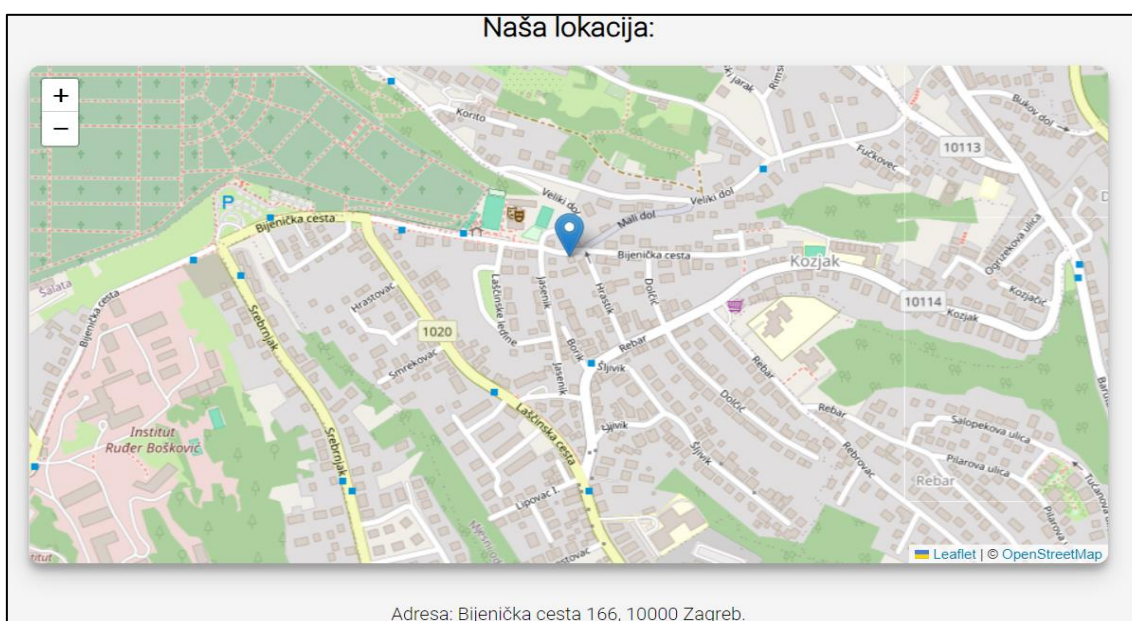 Naša lokacija:
+
−
Korito
Veliki dol
Mali dol
Veliki dol
Fučkovec
Bukov dol
10113
P
Bijenička cesta
Bijenička cesta
Kozjak
Ogrizekova ulica
Kozjačić
10114
Kozjak
Šalata
Bijenička cesta
Hrastovac
Laščinske ledine
Jasenik
Hrastik
Dolčić
1020
Smrekovac
Borik
Rebar
Šljivik
Jasenik
Rebar
Srebrnjak
Laščinska cesta
Dolčić
Rebar
Institut
Ruđer Bošković
Srebrnjak
Šljivik
Rebrovac
Salopekova ulica
Pilarova ulica
Rebar
Tućanova
Pilarova
Lipovac I.
Leaflet | © OpenStreetMap
Adresa: Bijenička cesta 166, 10000 Zagreb.